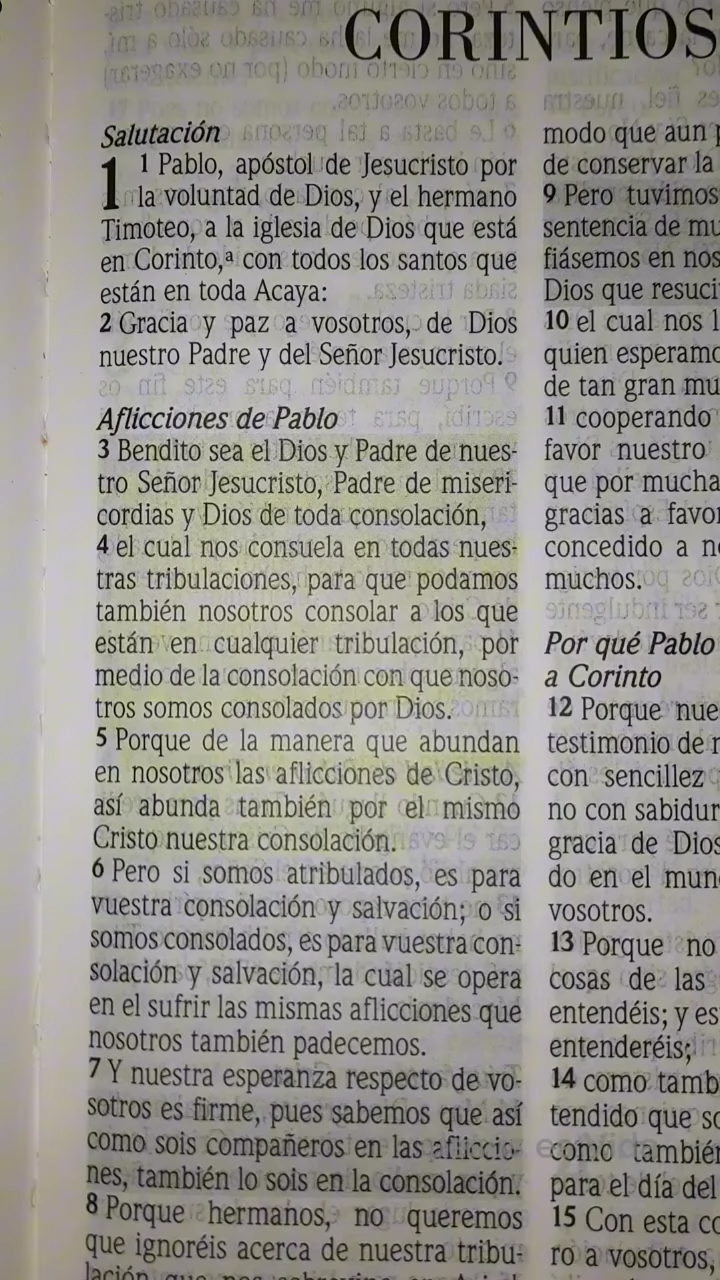 CORINTIOS
Salutación
1 1 Pablo, apóstol de Jesucristo por
la voluntad de Dios, y el hermano
Timoteo, a la iglesia de Dios que está
en Corinto,ª con todos los santos que
están en toda Acaya:
2 Gracia y paz a vosotros, de Dios
nuestro Padre y del Señor Jesucristo.
Aflicciones de Pablo
3 Bendito sea el Dios y Padre de nues-
tro Señor Jesucristo, Padre de miseri-
cordias y Dios de toda consolación,
4 el cual nos consuela en todas nues-
tras tribulaciones, para que podamos
también nosotros consolar a los que
están en cualquier tribulación, por
medio de la consolación con que noso-
tros somos consolados por Dios.
5 Porque de la manera que abundan
en nosotros las aflicciones de Cristo,
así abunda también por el mismo
Cristo nuestra consolación.
6 Pero si somos atribulados, es para
vuestra consolación y salvación; o si
somos consolados, es para vuestra con-
solación y salvación, la cual se opera
en el sufrir las mismas aflicciones que
nosotros también padecemos.
7 Y nuestra esperanza respecto de vo-
sotros es firme, pues sabemos que así
como sois compañeros en las afliccio-
nes, también lo sois en la consolación.
8 Porque hermanos, no queremos
que ignoréis acerca de nuestra tribu-
lación
modo que aun
de conservar la
9 Pero tuvimos
sentencia de mu
fiásemos en nos
Dios que resuci
10 el cual nos l
quien esperamo
de tan gran mu
11 cooperando
favor nuestro
que por mucha
gracias a favor
concedido a n
muchos.
Por qué Pablo
a Corinto
12 Porque nue
testimonio de
con sencillez
no con sabidur
gracia de Dios
do en el mun
vosotros.
13 Porque no
cosas de las
entendéis; y es
entenderéis;
14 como tamb
tendido que so
como también
para el día del
15 Con esta co
ro a vosotros,